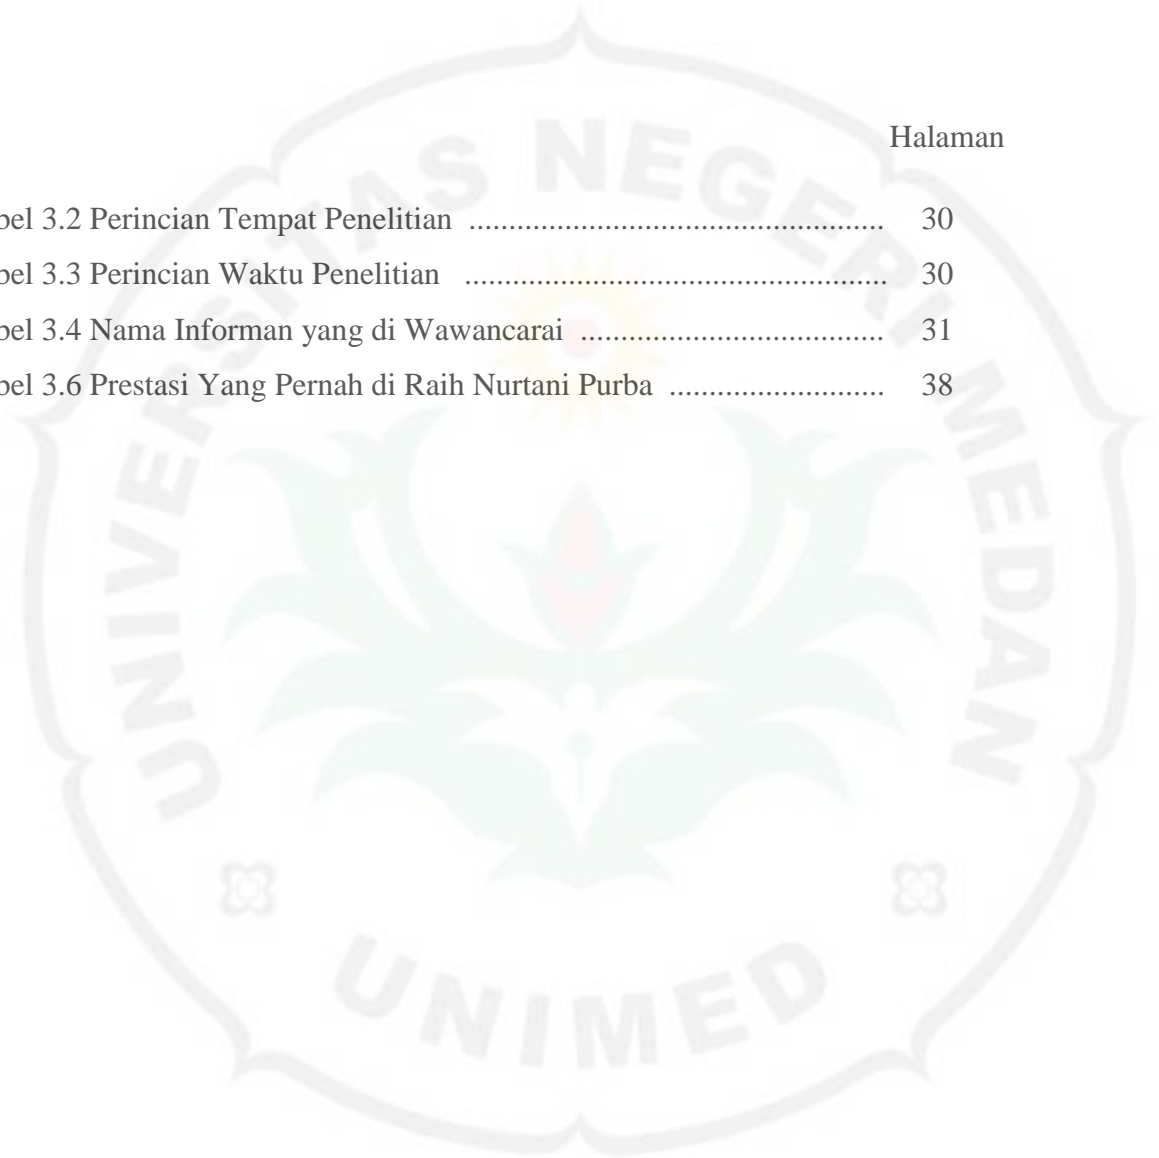 Halaman
bel 3.2 Perincian Tempat Penelitian .................................................... 30
bel 3.3 Perincian Waktu Penelitian ..................................................... 30
bel 3.4 Nama Informan yang di Wawancarai ...................................... 31
bel 3.6 Prestasi Yang Pernah di Raih Nurtani Purba ........................... 38
UNIVERSITAS NEGERI MEDAN
UNIMED